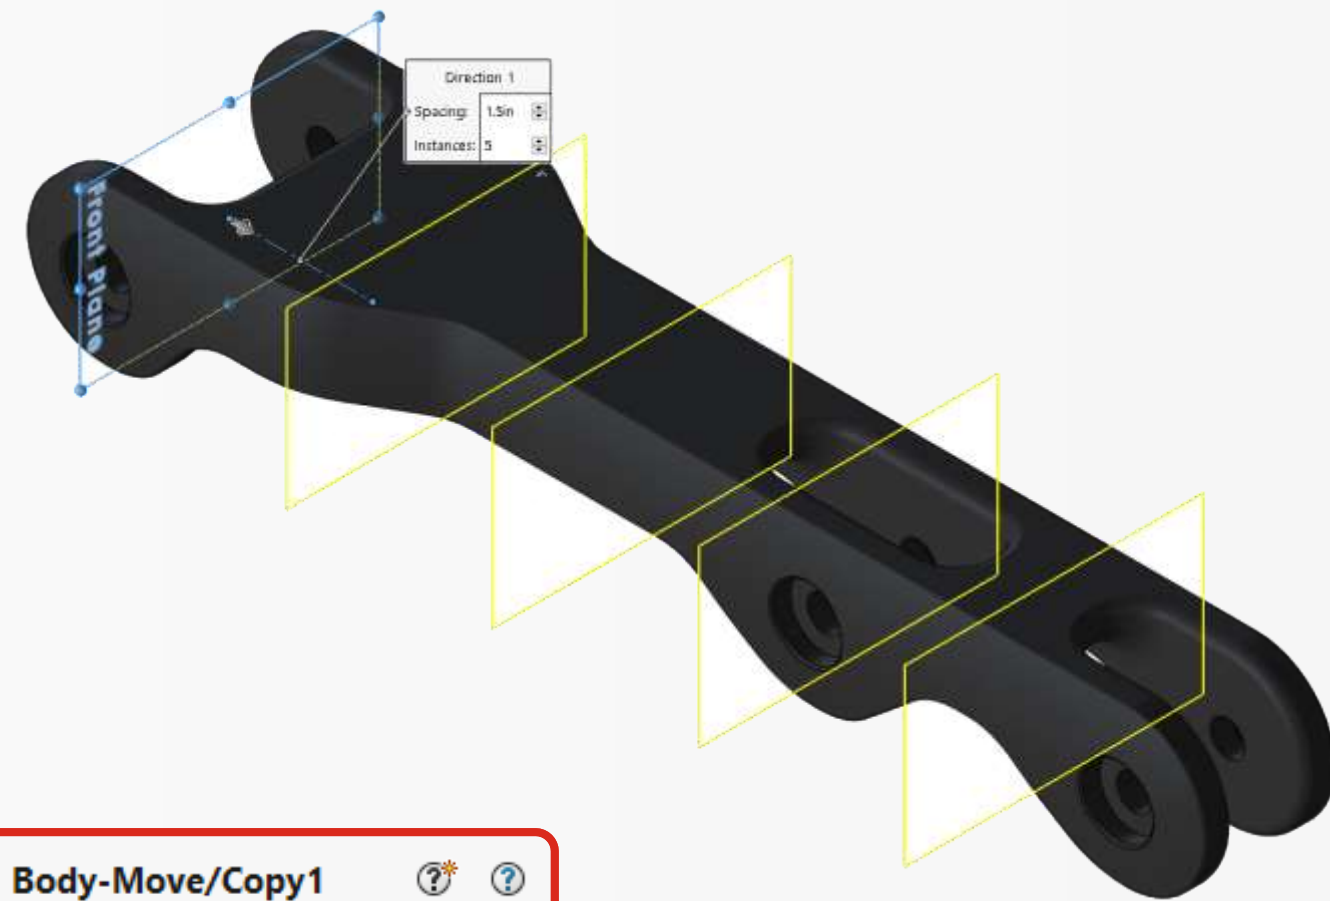 Direction 1
Spacing: 1.5in
Instances: 5
Front Plane
Body-Move/Copy1